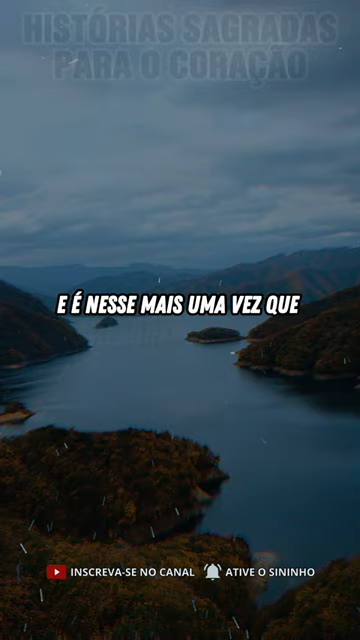 HISTÓRIAS SAGRADAS
PARA O CORAÇÃO
E É NESSE MAIS UMA VEZ QUE
INSCREVA-SE NO CANAL ATIVE O SININHO